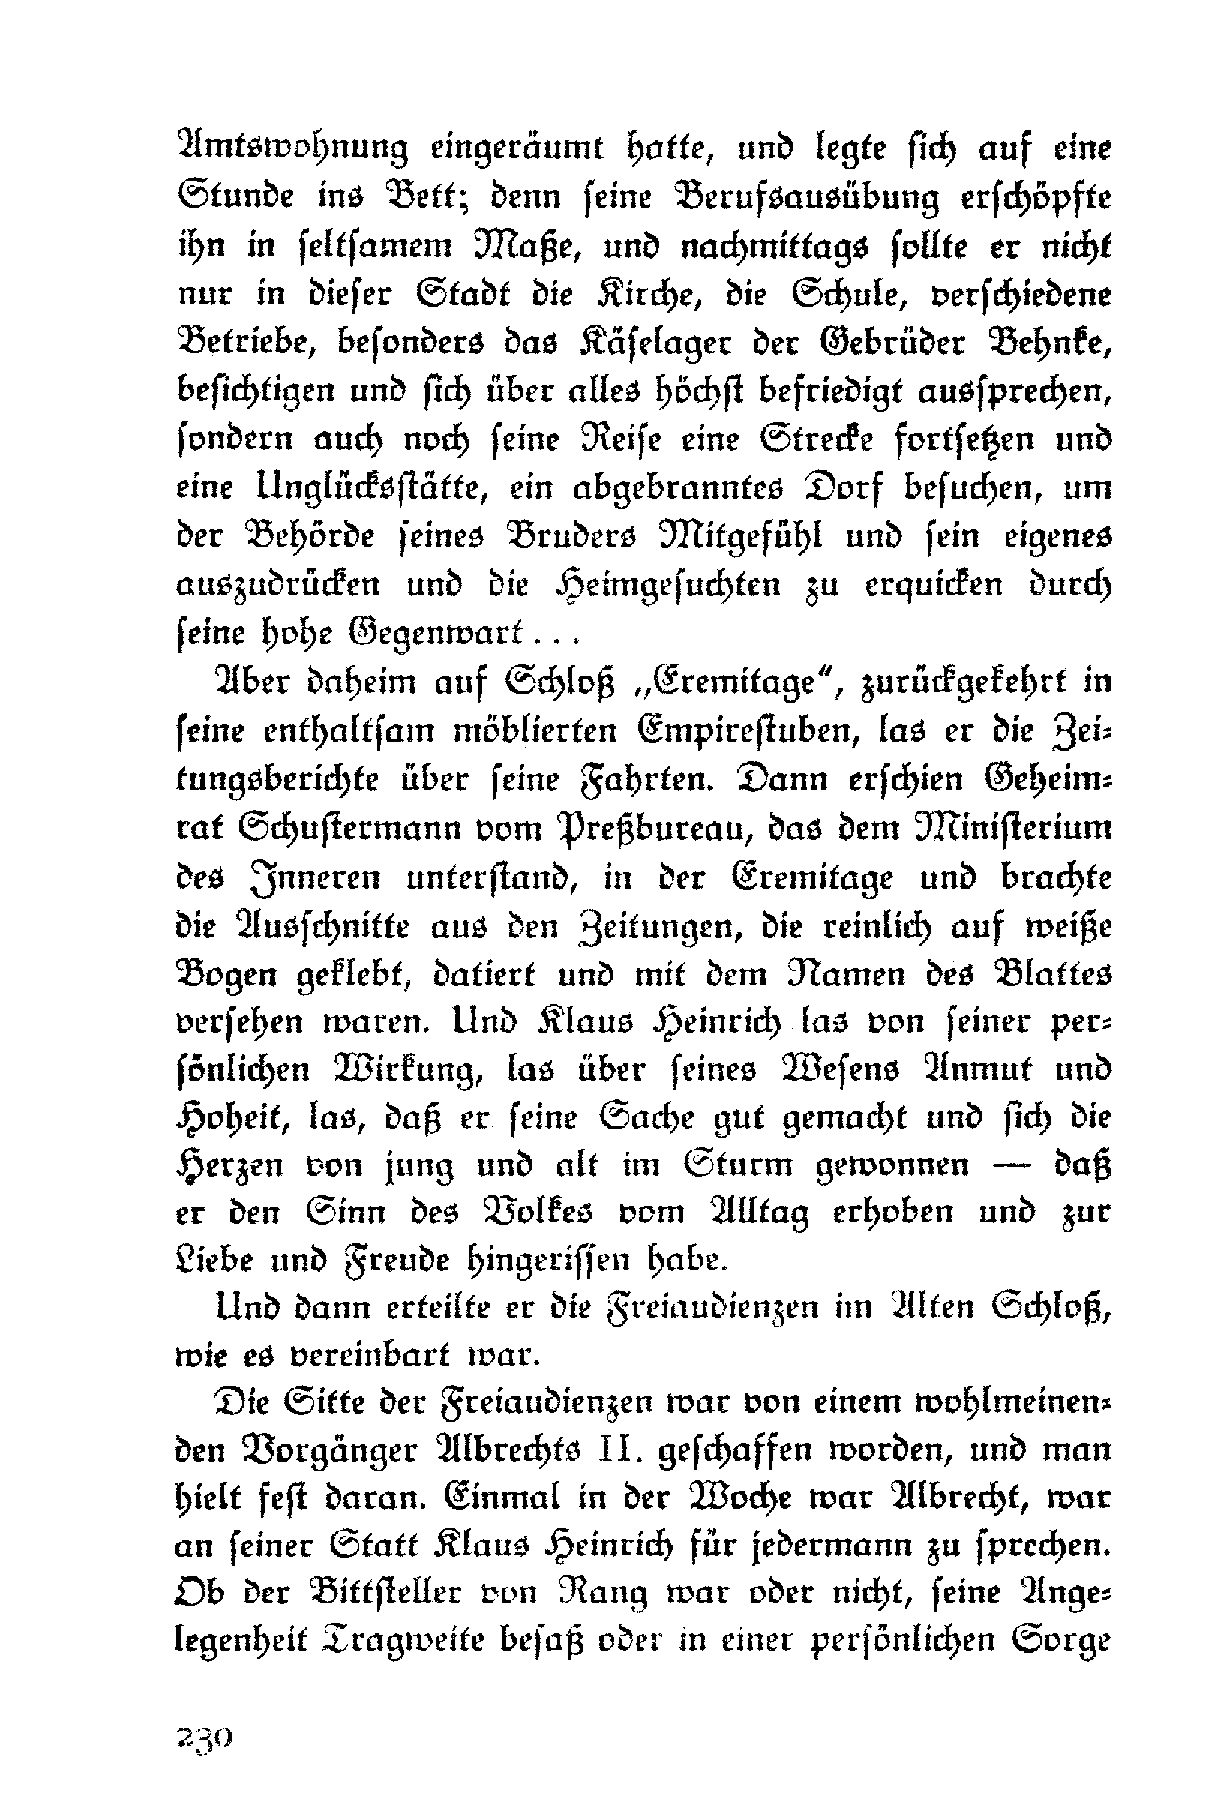 Amtswohnung eingeräumt hatte, und legte ſich auf eine
Stunde ins Bett; denn ſeine Berufsausübung erſchöpfte
ihn in ſeltſamem Maße, und nachmittags ſollte er nicht
nur in dieſer Stadt die Kirche, die Schule, verſchiedene
Betriebe, beſonders das Käſelager der Gebrüder Behnke,
beſichtigen und ſich über alles höchſt befriedigt ausſprechen,
ſondern auch noch ſeine Reiſe eine Strecke fortſetzen und
eine Unglücksſtätte, ein abgebranntes Dorf beſuchen, um
der Behörde ſeines Bruders Mitgefühl und ſein eigenes
auszudrücken und die Heimgeſuchten zu erquicken durch
ſeine hohe Gegenwart . . .
Aber daheim auf Schloß „Eremitage“, zurückgekehrt in
ſeine enthaltſam möblierten Empireſtuben, las er die Zei⸗
tungsberichte über ſeine Fahrten. Dann erſchien Geheim⸗
rat Schuſtermann vom Preßbureau, das dem Miniſterium
des Inneren unterſtand, in der Eremitage und brachte
die Ausſchnitte aus den Zeitungen, die reinlich auf weiße
Bogen geklebt, datiert und mit dem Namen des Blattes
verſehen waren. Und Klaus Heinrich las von ſeiner per⸗
ſönlichen Wirkung, las über ſeines Weſens Anmut und
Hoheit, las, daß er ſeine Sache gut gemacht und ſich die
Herzen von jung und alt im Sturm gewonnen — daß
er den Sinn des Volkes vom Alltag erhoben und zur
Liebe und Freude hingeriſſen habe.
Und dann erteilte er die Freiaudienzen im Alten Schloß,
wie es vereinbart war.
Die Sitte der Freiaudienzen war von einem wohlmeinen⸗
den Vorgänger Albrechts II. geſchaffen worden, und man
hielt feſt daran. Einmal in der Woche war Albrecht, war
an ſeiner Statt Klaus Heinrich für jedermann zu ſprechen.
Ob der Bittſteller von Rang war oder nicht, ſeine Ange⸗
legenheit Tragweite beſaß oder in einer perſönlichen Sorge
230